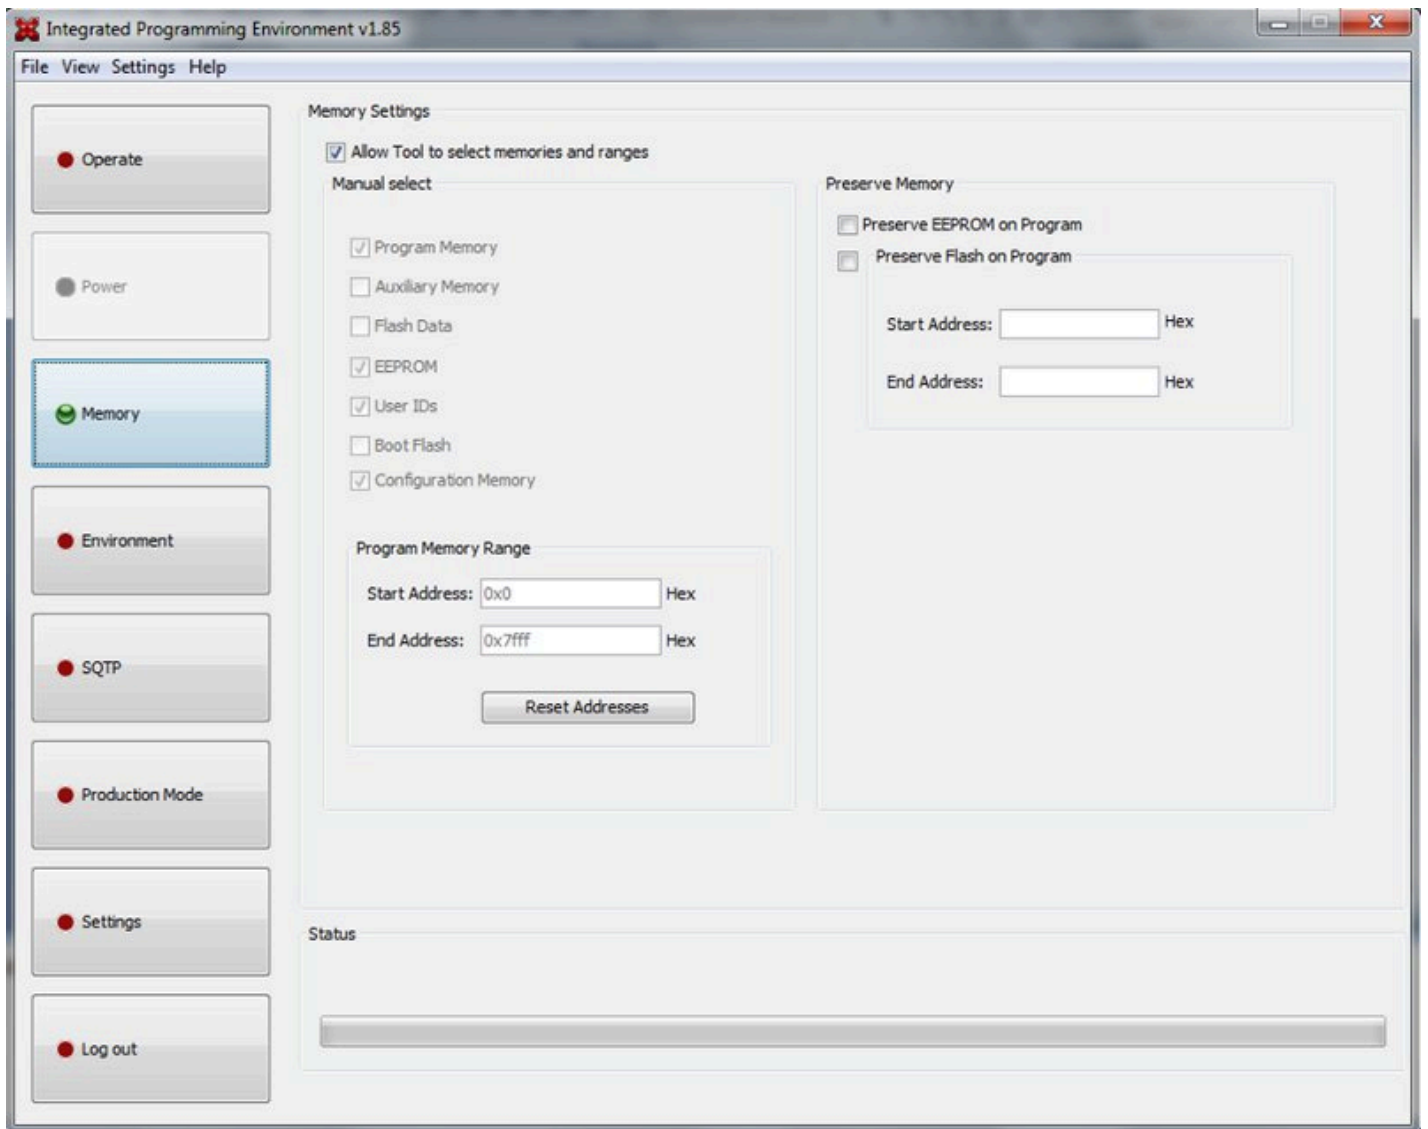 Integrated Programming Environment v1.85
File View Settings Help
Operate
Power
Memory
Environment
SQTP
Production Mode
Settings
Log out
Memory Settings
Allow Tool to select memories and ranges
Manual select
Program Memory
Auxiliary Memory
Flash Data
EEPROM
User IDs
Boot Flash
Configuration Memory
Program Memory Range
Start Address: 0x0 Hex
End Address: 0x7fff Hex
Reset Addresses
Preserve Memory
Preserve EEPROM on Program
Preserve Flash on Program
Start Address: Hex
End Address: Hex
Status